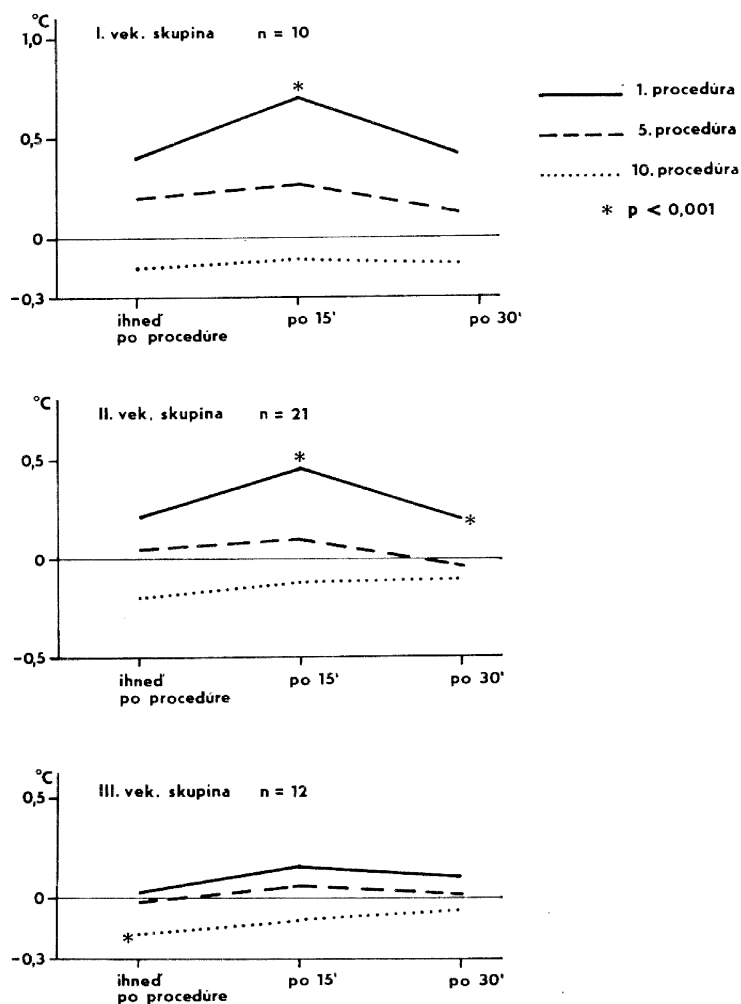 °C
I. vek. skupina n = 10
1,0
0,5
0
-0,3
*
ihneď
po procedúre
po 15'
po 30'
1. procedúra
5. procedúra
10. procedúra
* p < 0,001
°C
II. vek. skupina n = 21
0,5
0
-0,5
*
*
ihneď
po procedúre
po 15'
po 30'
°C
III. vek. skupina n = 12
0,5
0
-0,3
*
ihneď
po procedúre
po 15'
po 30'